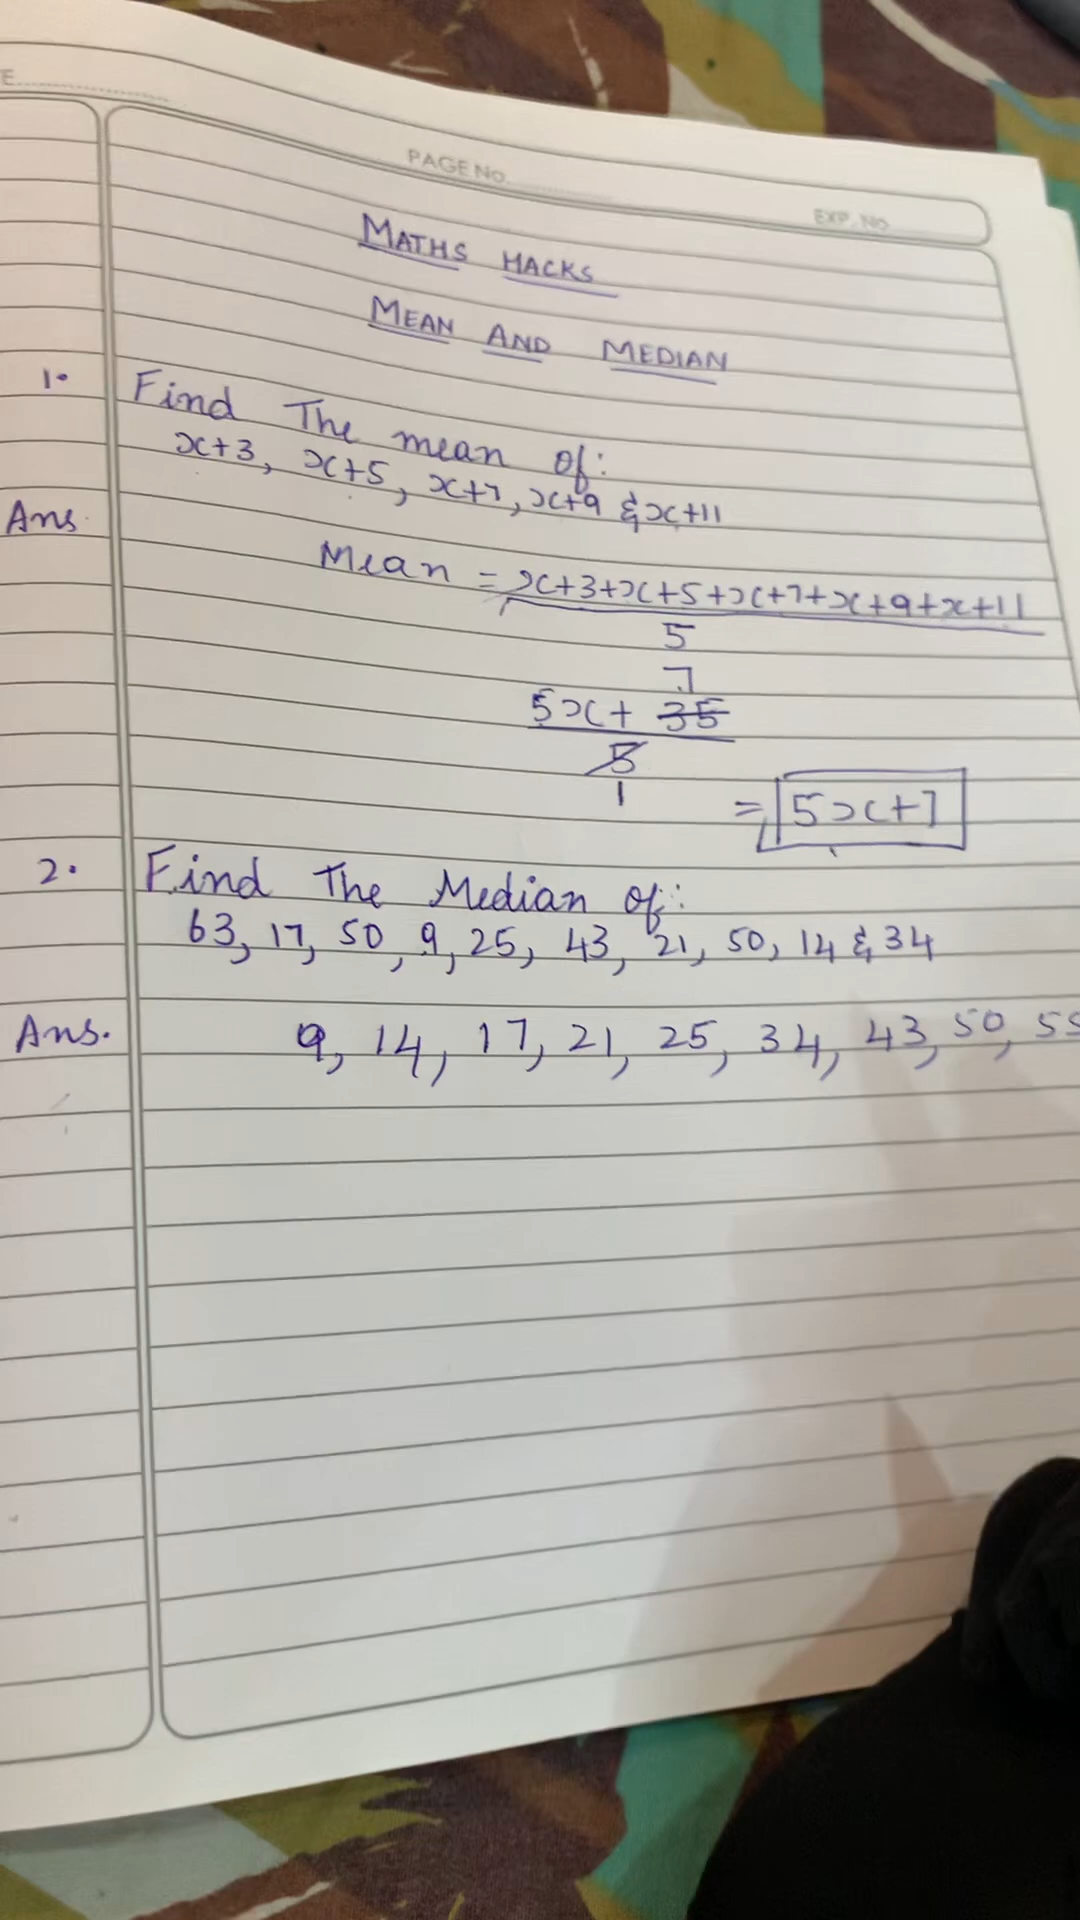 E
PAGE No.
EXP. No
MATHS HACKS
MEAN AND MEDIAN
1. Find The mean of:
x+3, x+5, x+7, x+9 & x+11
Ans.
Mean = x+3+x+5+x+7+x+9+x+11
5
7
5x+ 35
5
1
= 5x+7
2. Find The Median of:
63, 17, 50, 9, 25, 43, 21, 50, 14 & 34
Ans. 9, 14, 17, 21, 25, 34, 43, 50, 55